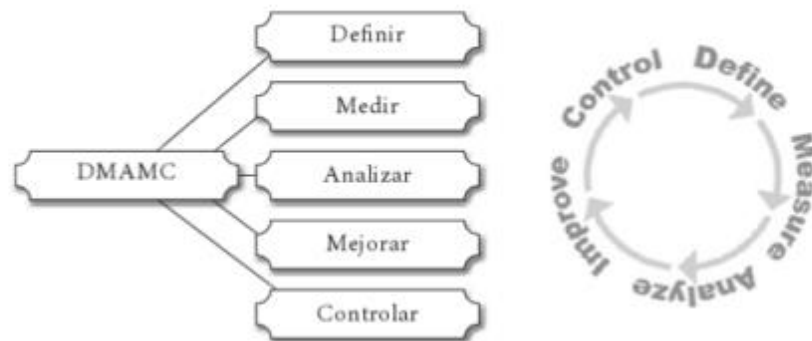 Definir
Medir
DMAMC
Analizar
Mejorar
Controlar
Define
Measure
Analyze
Improve
Control